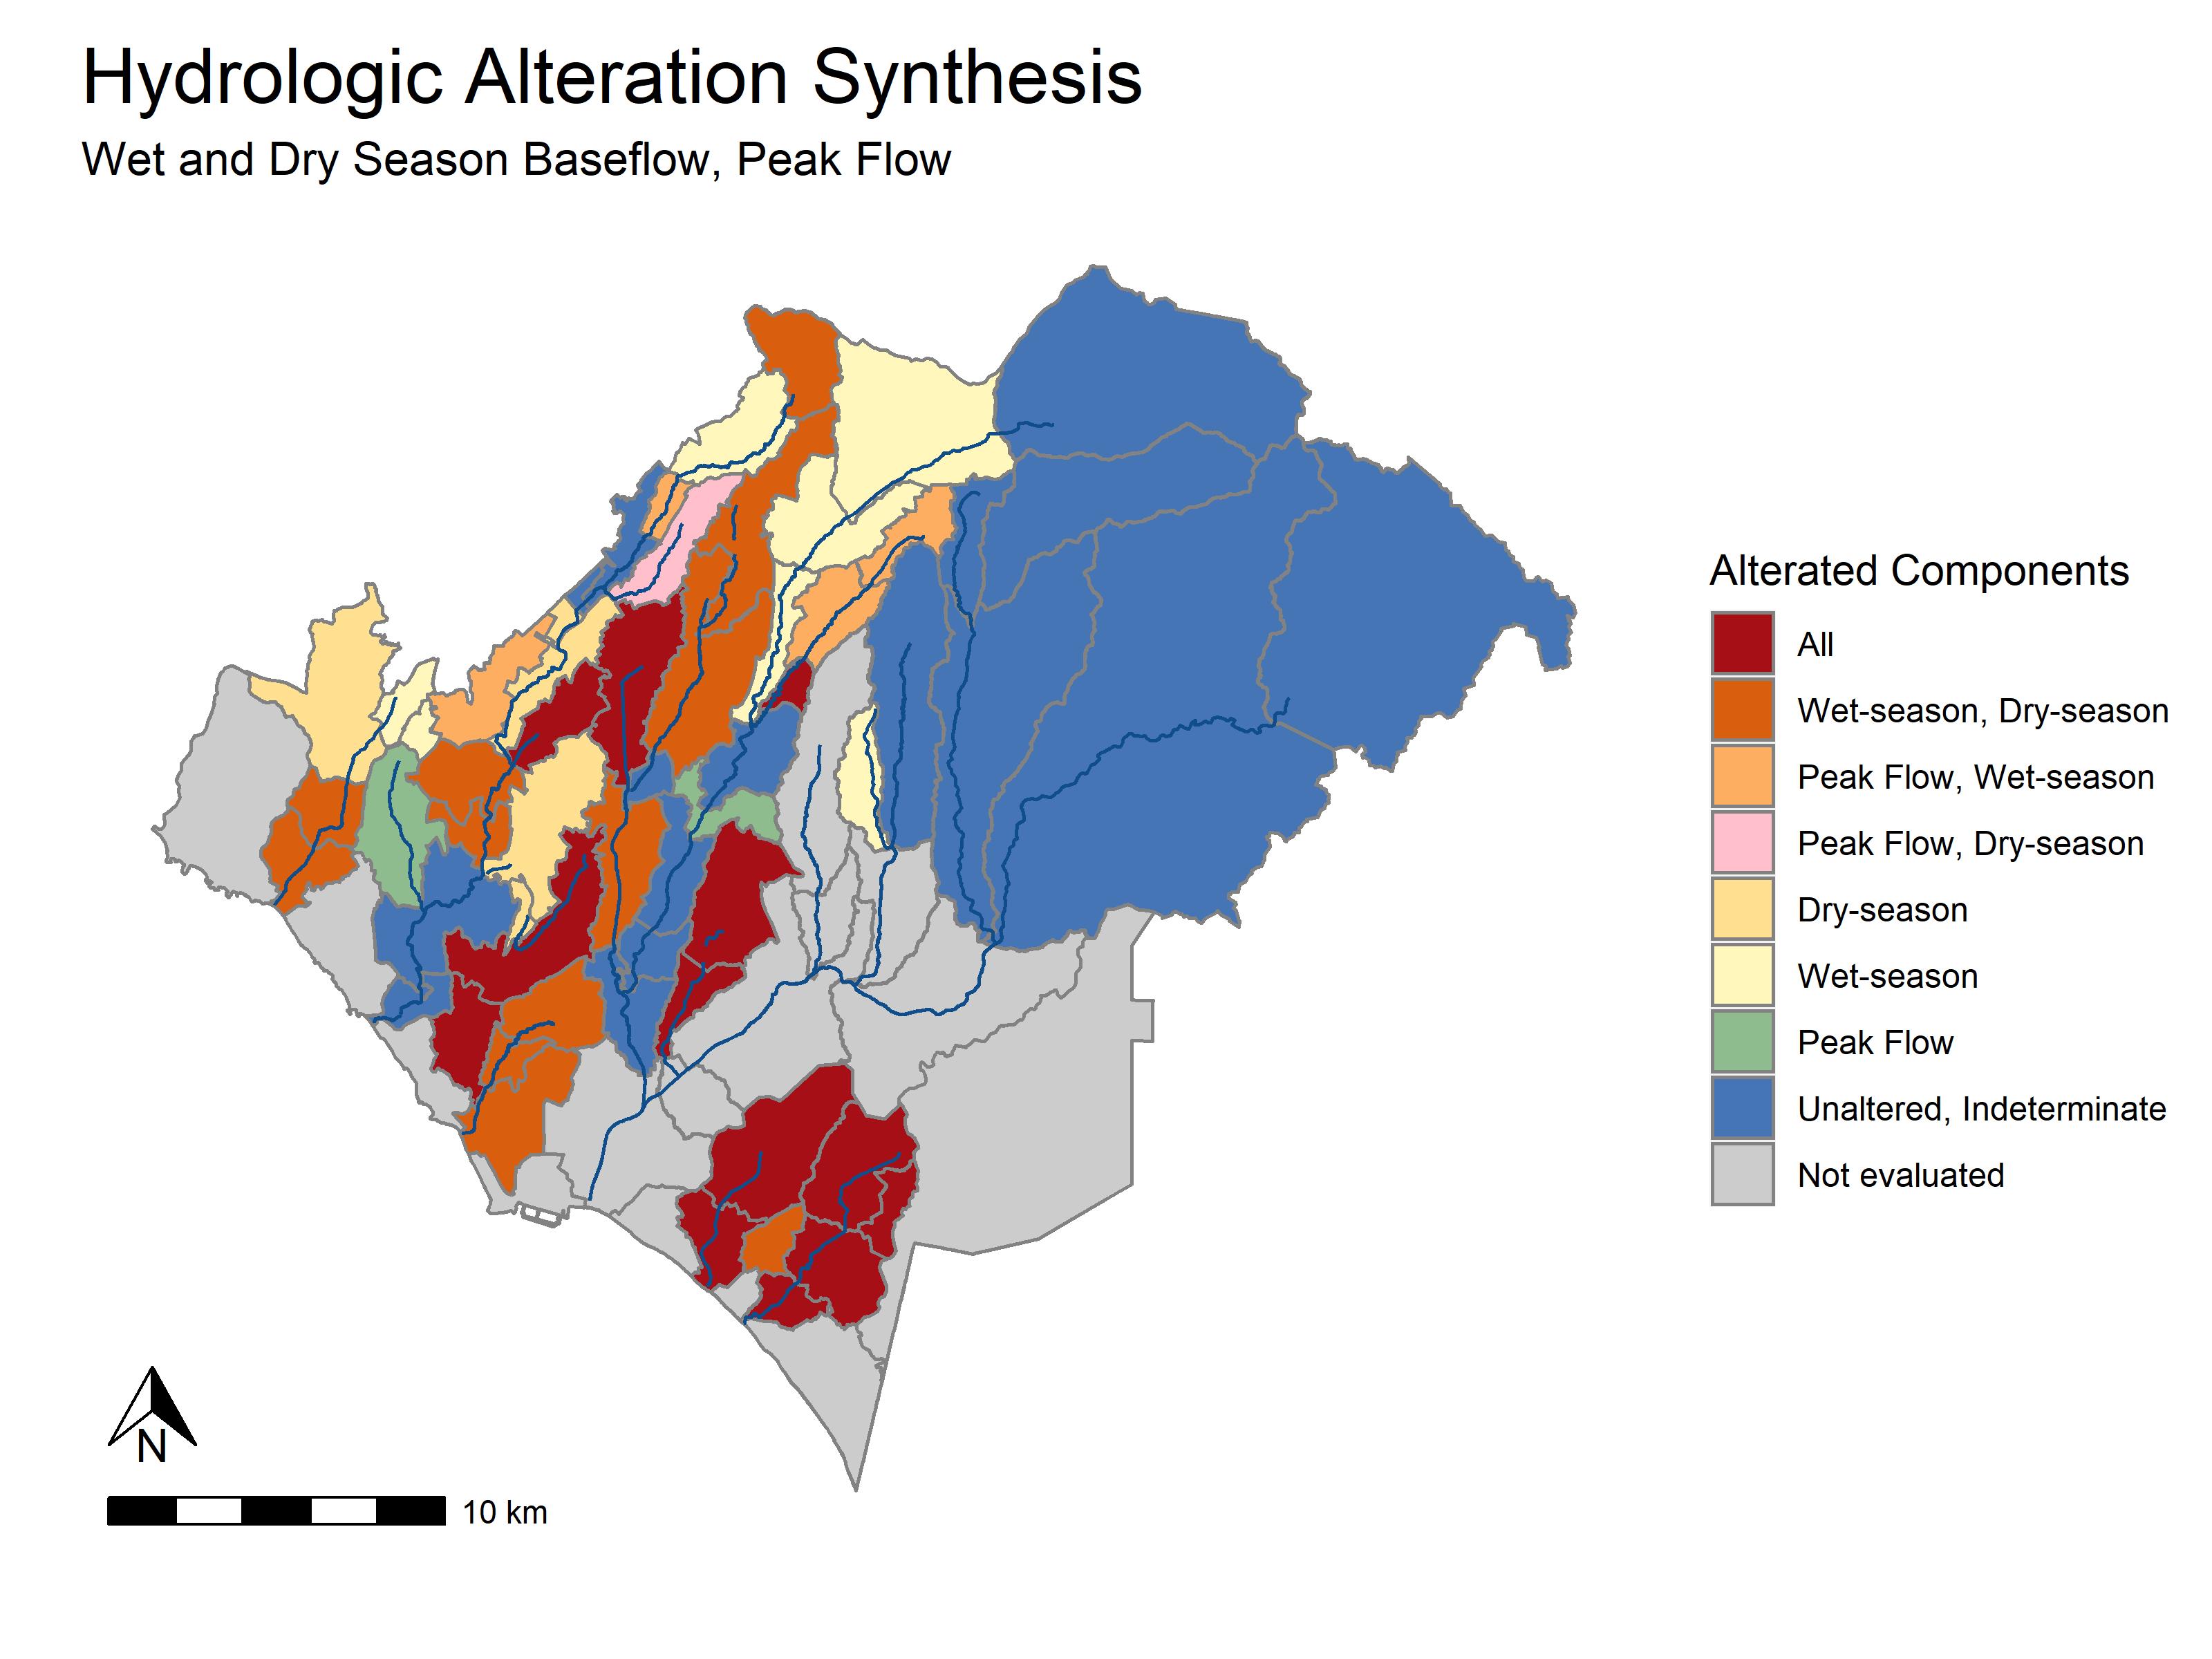 Hydrologic Alteration Synthesis
Wet and Dry Season Baseflow, Peak Flow
Alterated Components
All
Wet-season, Dry-season
Peak Flow, Wet-season
Peak Flow, Dry-season
Dry-season
Wet-season
Peak Flow
Unaltered, Indeterminate
Not evaluated
N
10 km